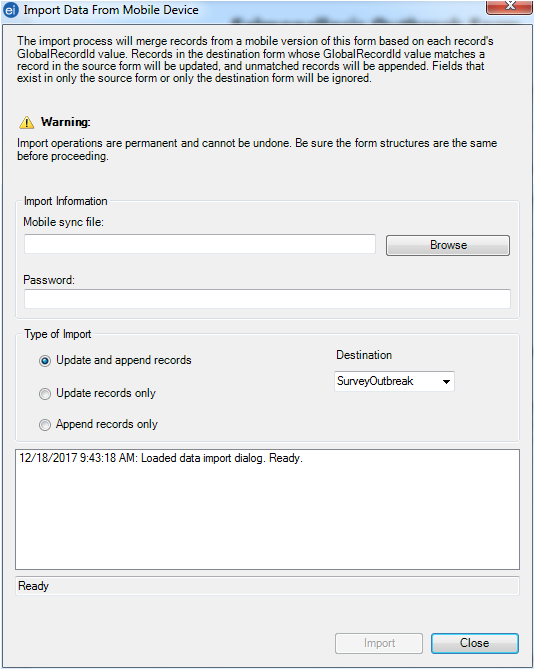 ei Import Data From Mobile Device
The import process will merge records from a mobile version of this form based on each record's
GlobalRecordId value. Records in the destination form whose GlobalRecordId value matches a
record in the source form will be updated, and unmatched records will be appended. Fields that
exist in only the source form or only the destination form will be ignored.
Warning:
Import operations are permanent and cannot be undone. Be sure the form structures are the same
before proceeding.
Import Information
Mobile sync file:
Browse
Password:
Type of Import
Update and append records
Update records only
Append records only
Destination
SurveyOutbreak
12/18/2017 9:43:18 AM: Loaded data import dialog. Ready.
Ready
Import
Close